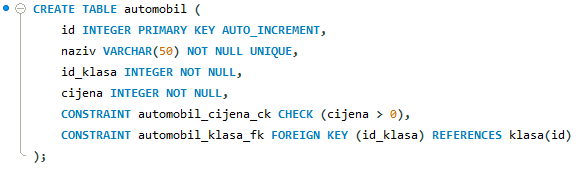 CREATE TABLE automobil (
id INTEGER PRIMARY KEY AUTO_INCREMENT,
naziv VARCHAR(50) NOT NULL UNIQUE,
id_klasa INTEGER NOT NULL,
cijena INTEGER NOT NULL,
CONSTRAINT automobil_cijena_ck CHECK (cijena > 0),
CONSTRAINT automobil_klasa_fk FOREIGN KEY (id_klasa) REFERENCES klasa(id)
);